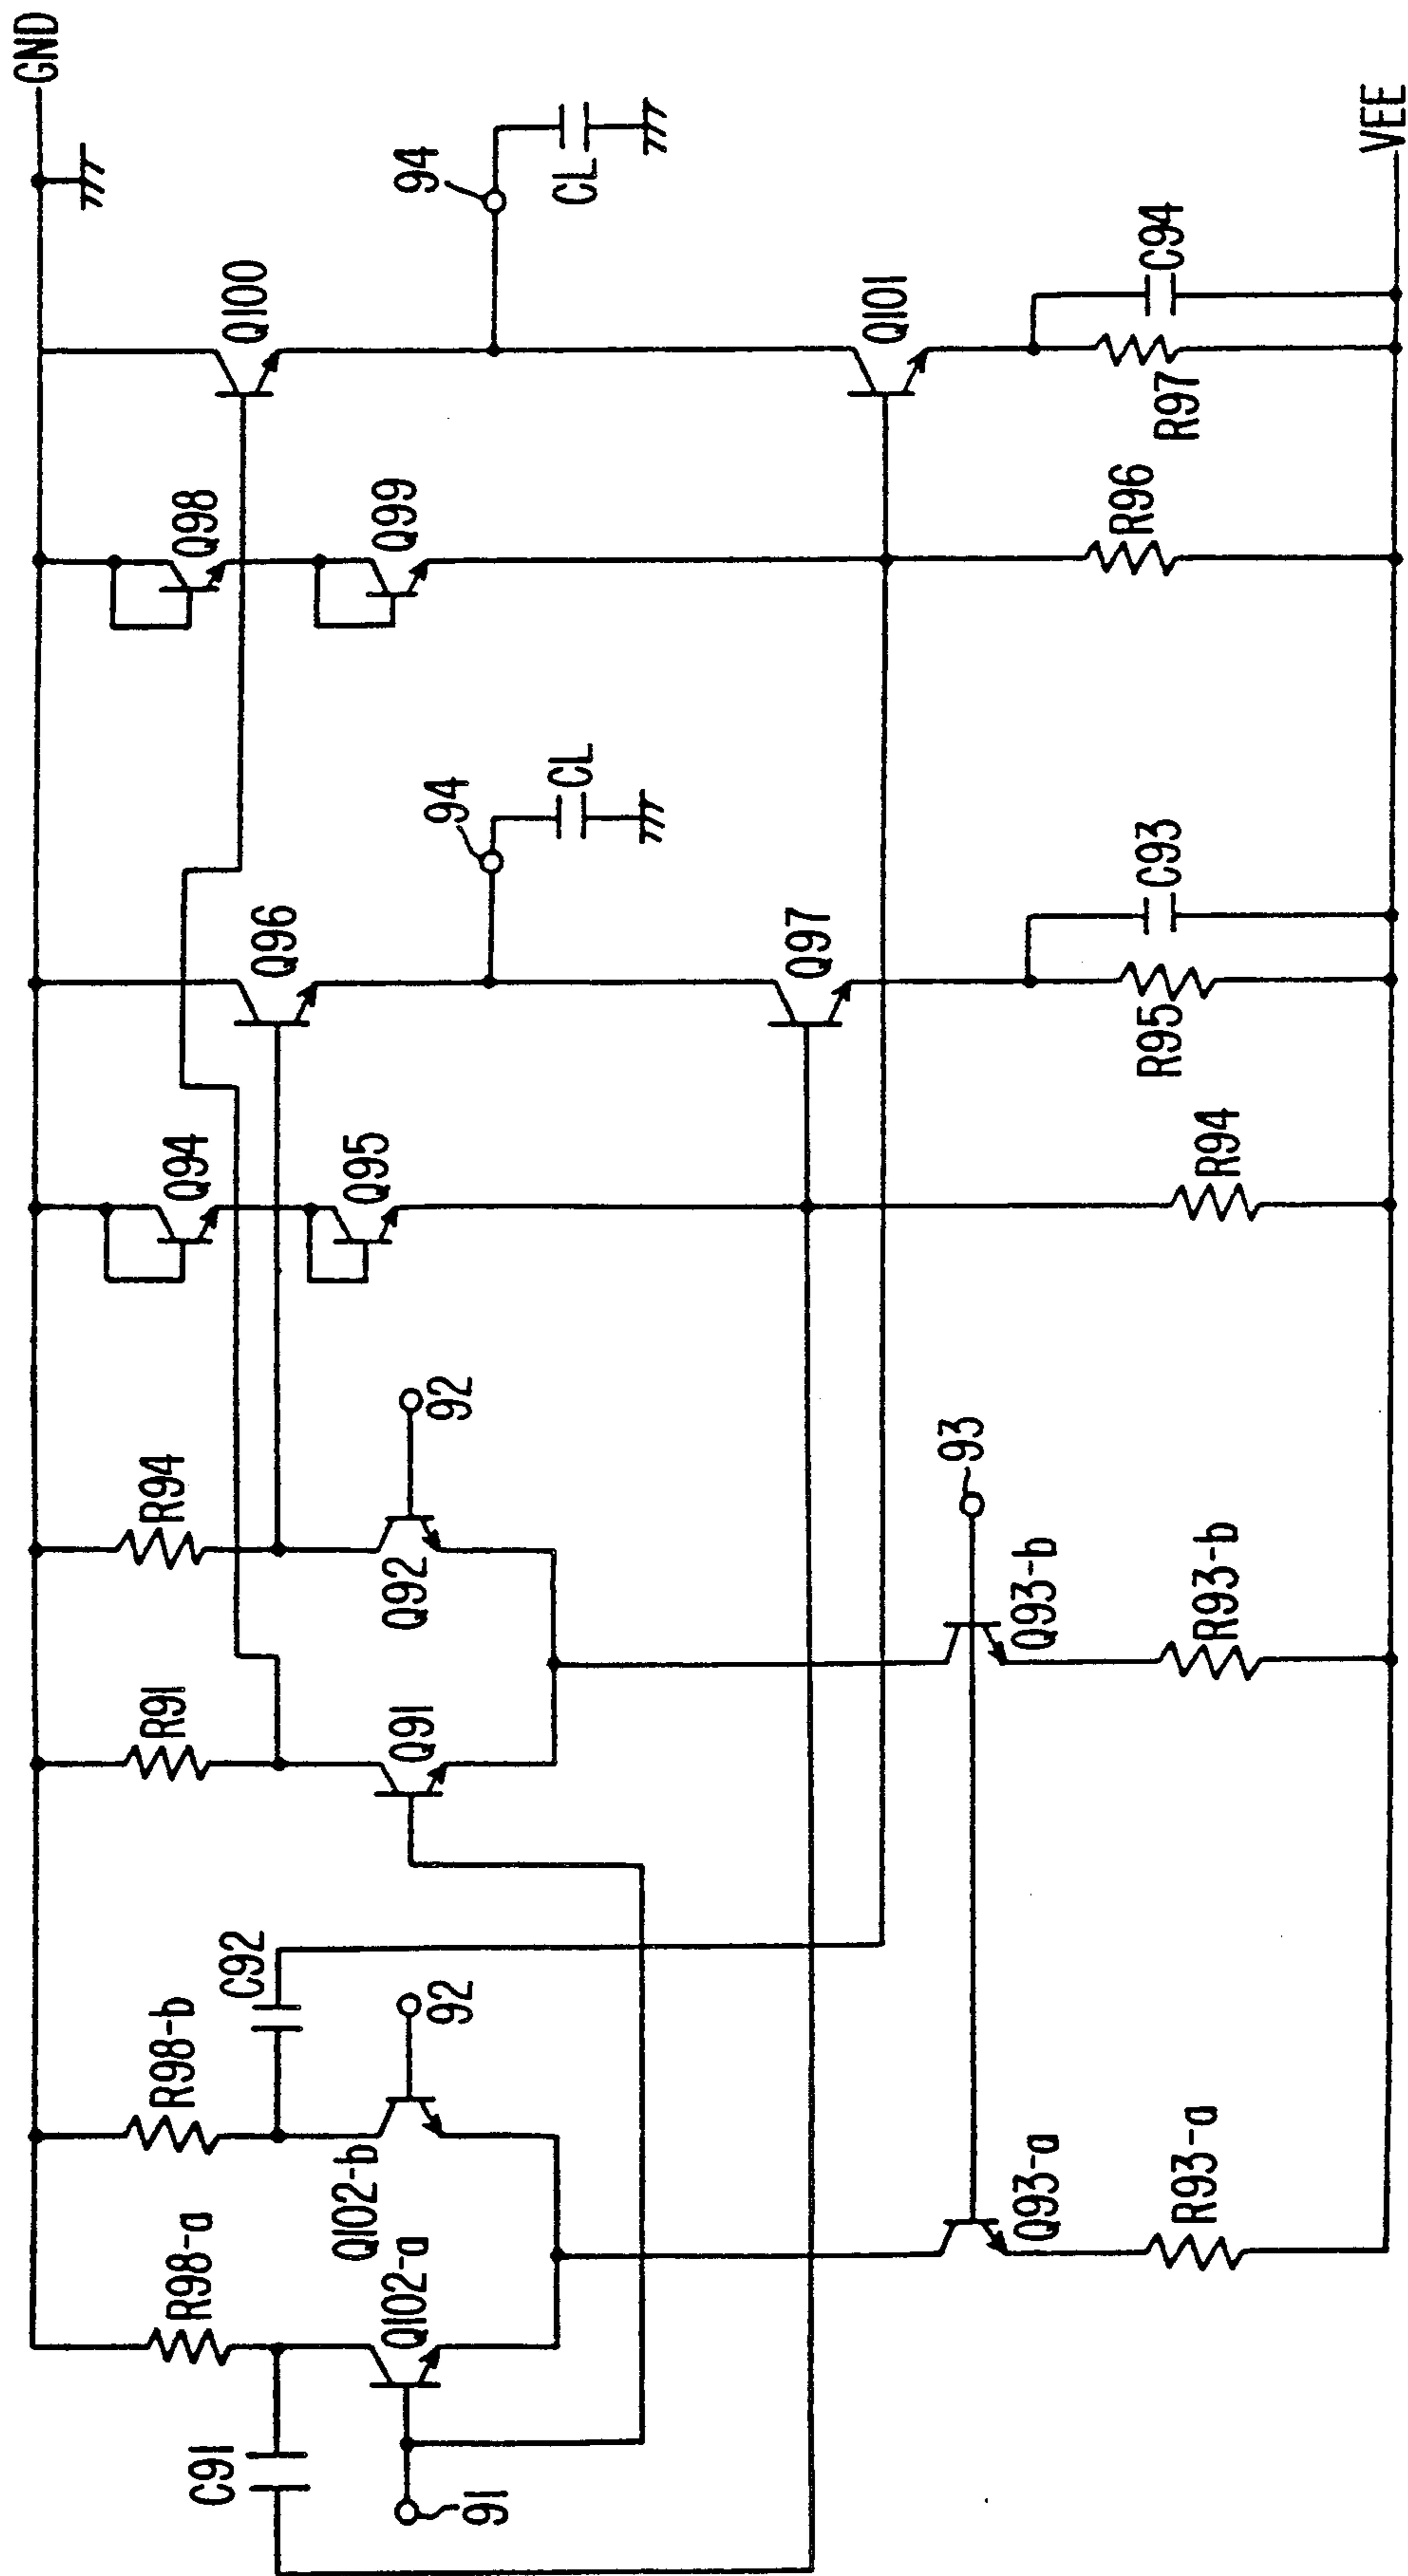 GND
R98-a
R98-b
R91
R94
Q94
Q98
C91
C92
Q95
Q96
Q99
Q100
Q102-a
Q102-b
Q91
Q92
91
92
92
94
CL
94
CL
93
Q97
Q101
Q93-a
Q93-b
R93-a
R93-b
R94
R95
C93
R96
R97
C94
VEE